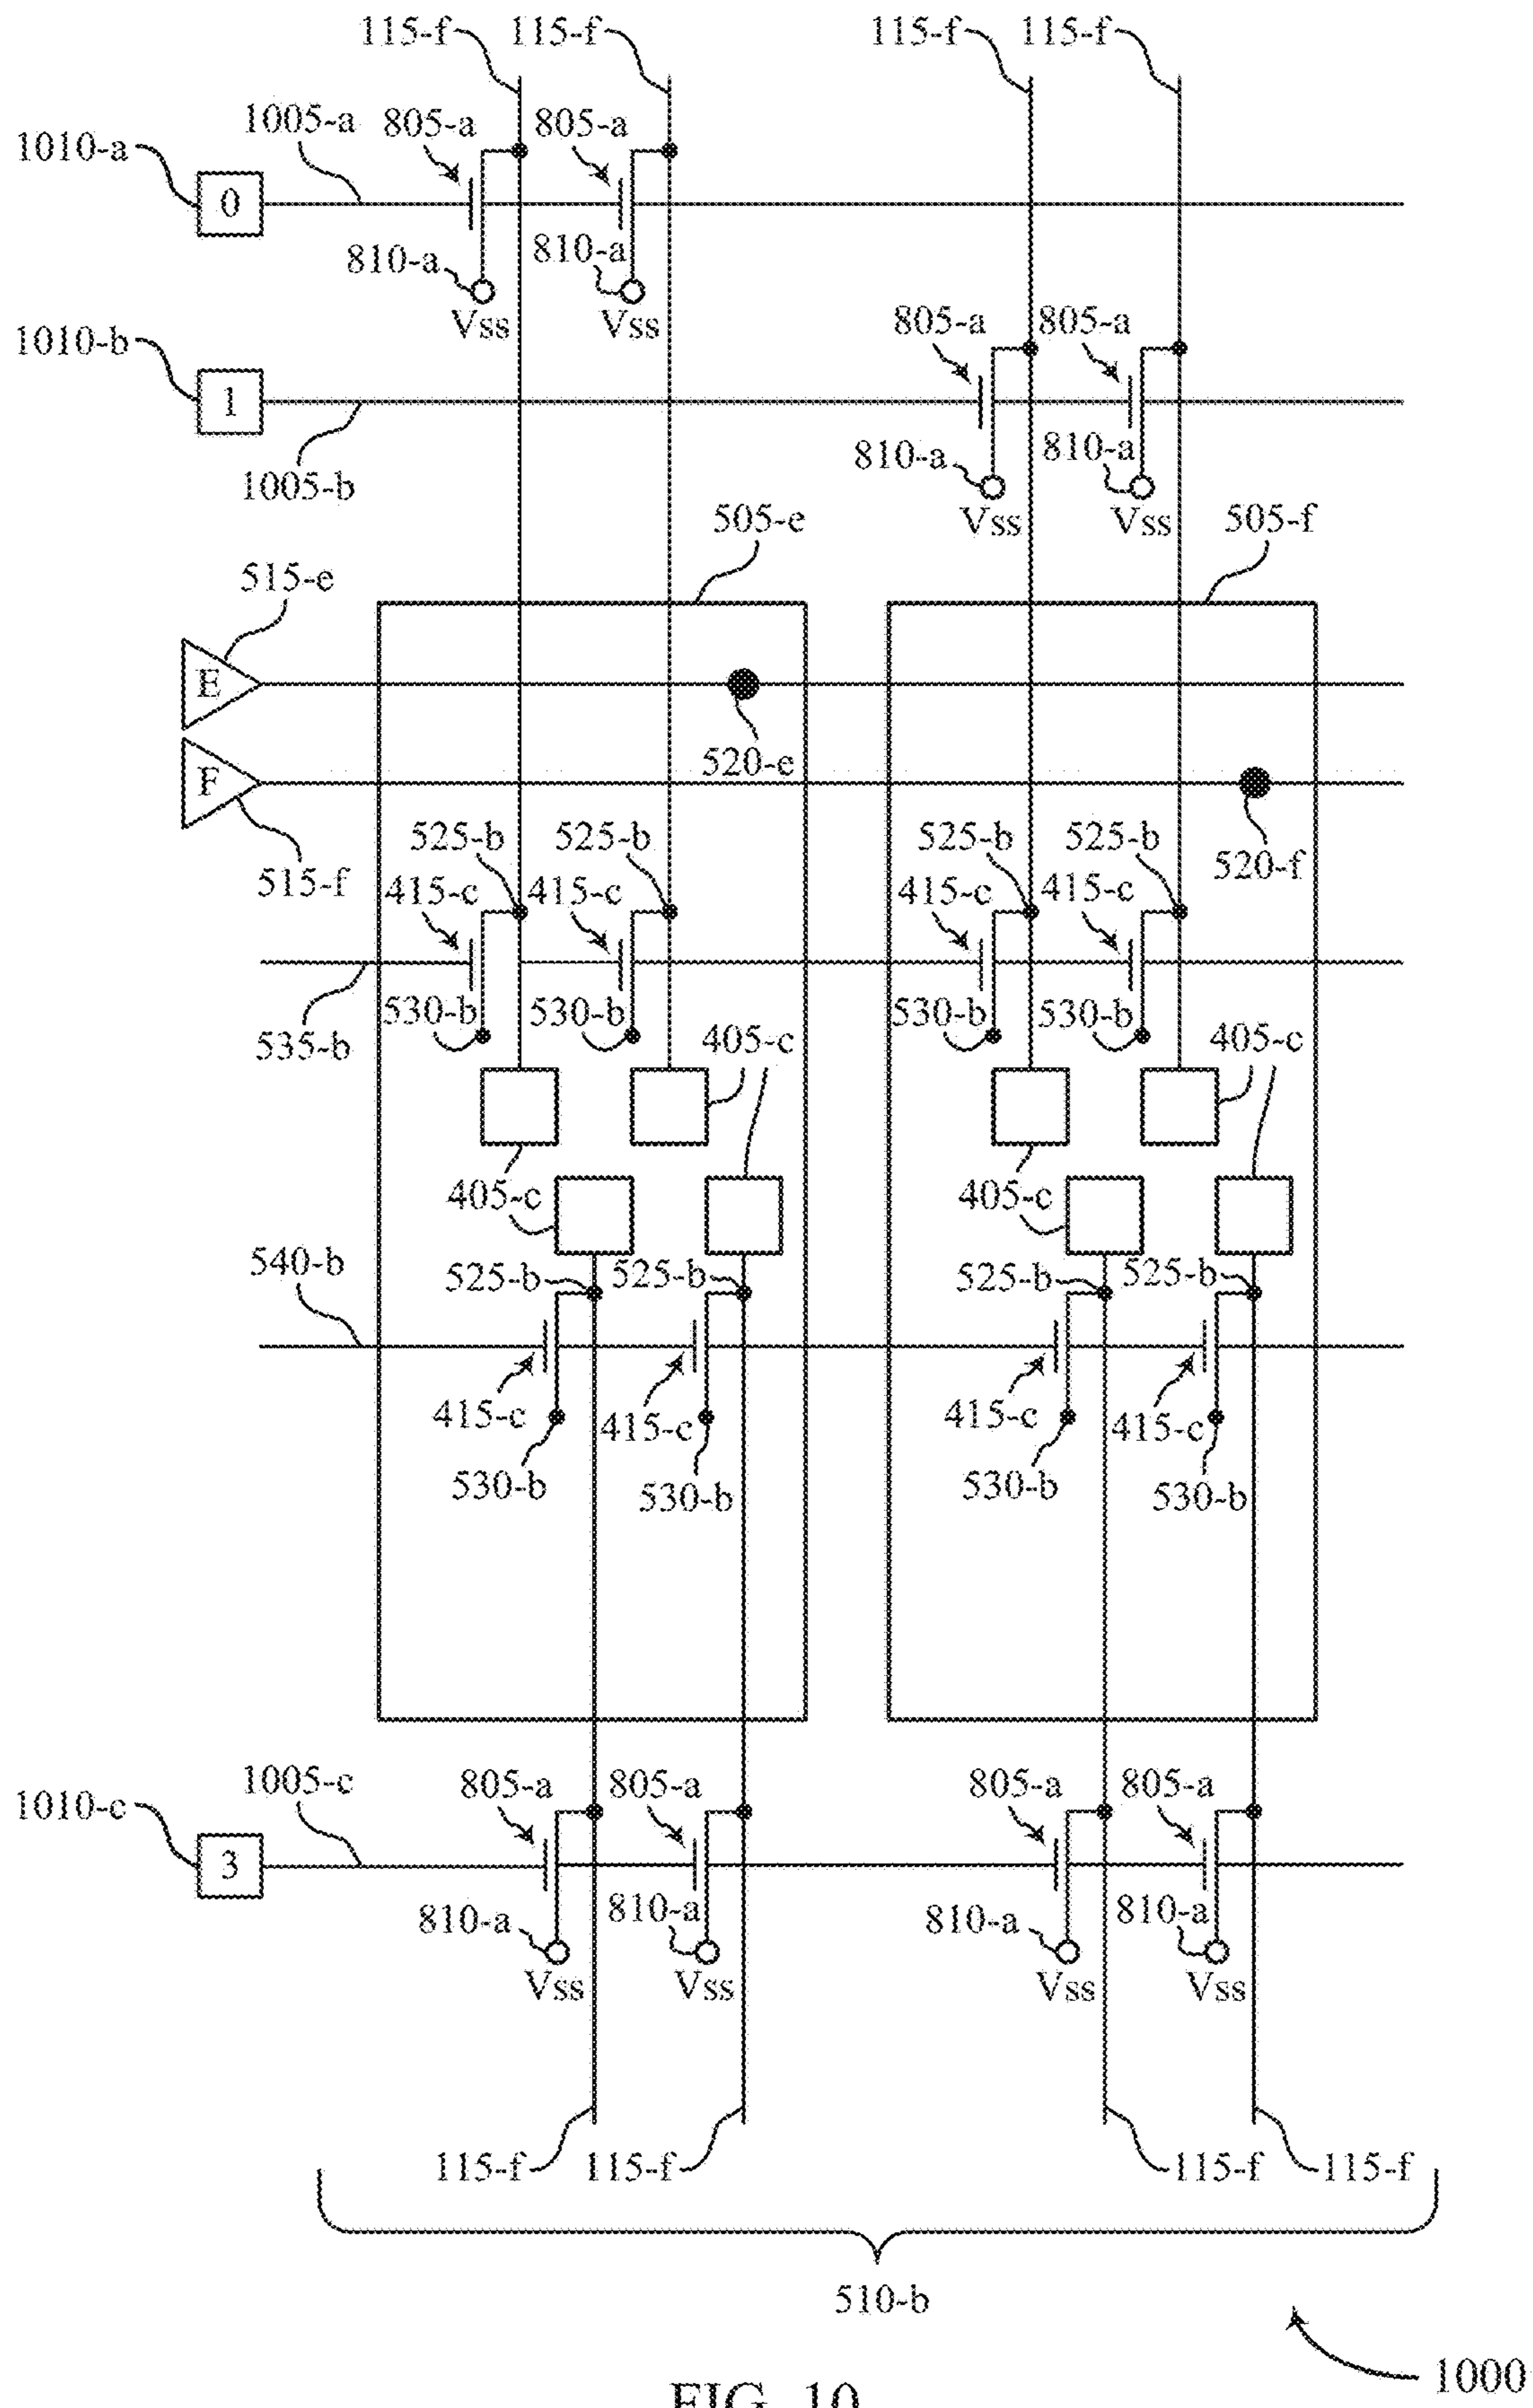 115-f 115-f 115-f 115-f
1005-a 805-a 805-a
1010-a
0
810-a 810-a
Vss Vss
1010-b 805-a 805-a
1
810-a 810-a
1005-b
Vss Vss
505-e 505-f
515-e
E
520-e
F
525-b 525-b 525-b 525-b
520-f
515-f 415-c 415-c 415-c 415-c
530-b 530-b 530-b 530-b
535-b 405-c 405-c
405-c 405-c
540-b 525-b 525-b 525-b 525-b
415-c 415-c 415-c 415-c
530-b 530-b 530-b 530-b
1005-c 805-a 805-a 805-a 805-a
1010-c
3
810-a 810-a 810-a 810-a
Vss Vss Vss Vss
115-f 115-f 115-f 115-f
510-b
1000
FIG. 10